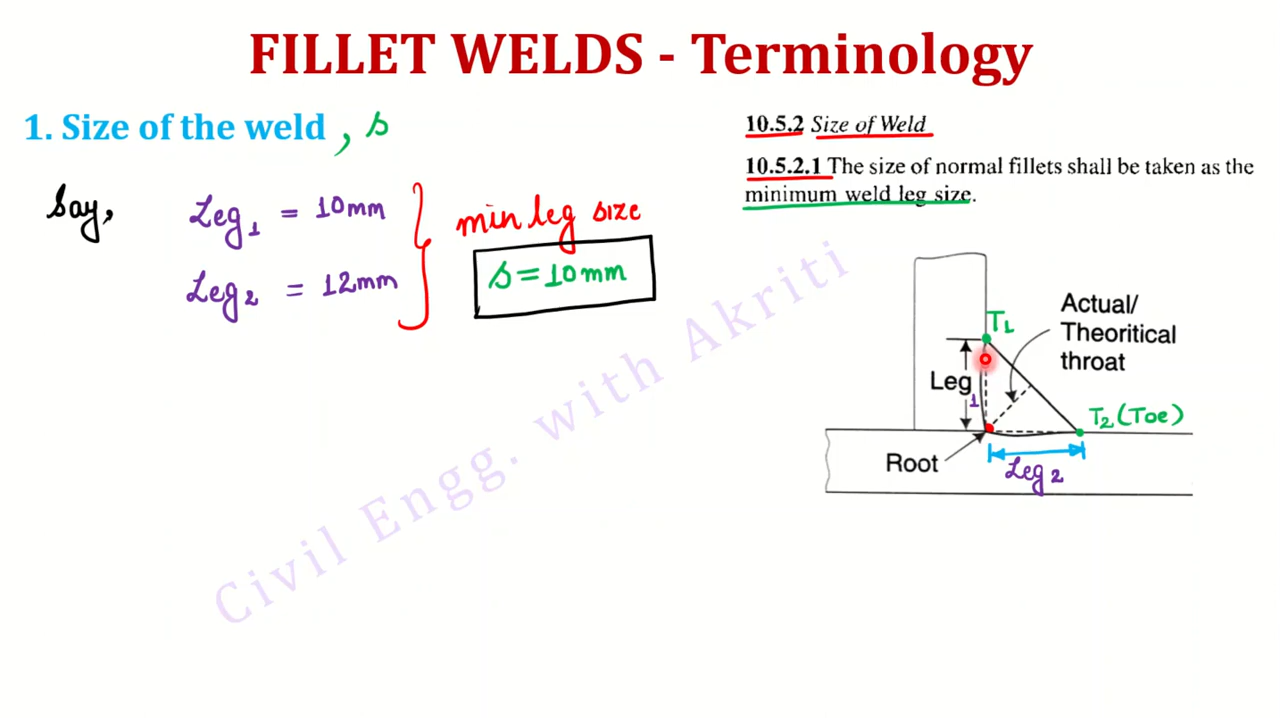 FILLET WELDS - Terminology
1. Size of the weld , s
Say,
Leg1 = 10mm
Leg2 = 12mm
min leg size
s = 10mm
10.5.2 Size of Weld
10.5.2.1 The size of normal fillets shall be taken as the
minimum weld leg size.
T1
Actual/
Theoritical
throat
Leg
1
T2 (Toe)
Root
Leg2
Civil Engg. with Akriti